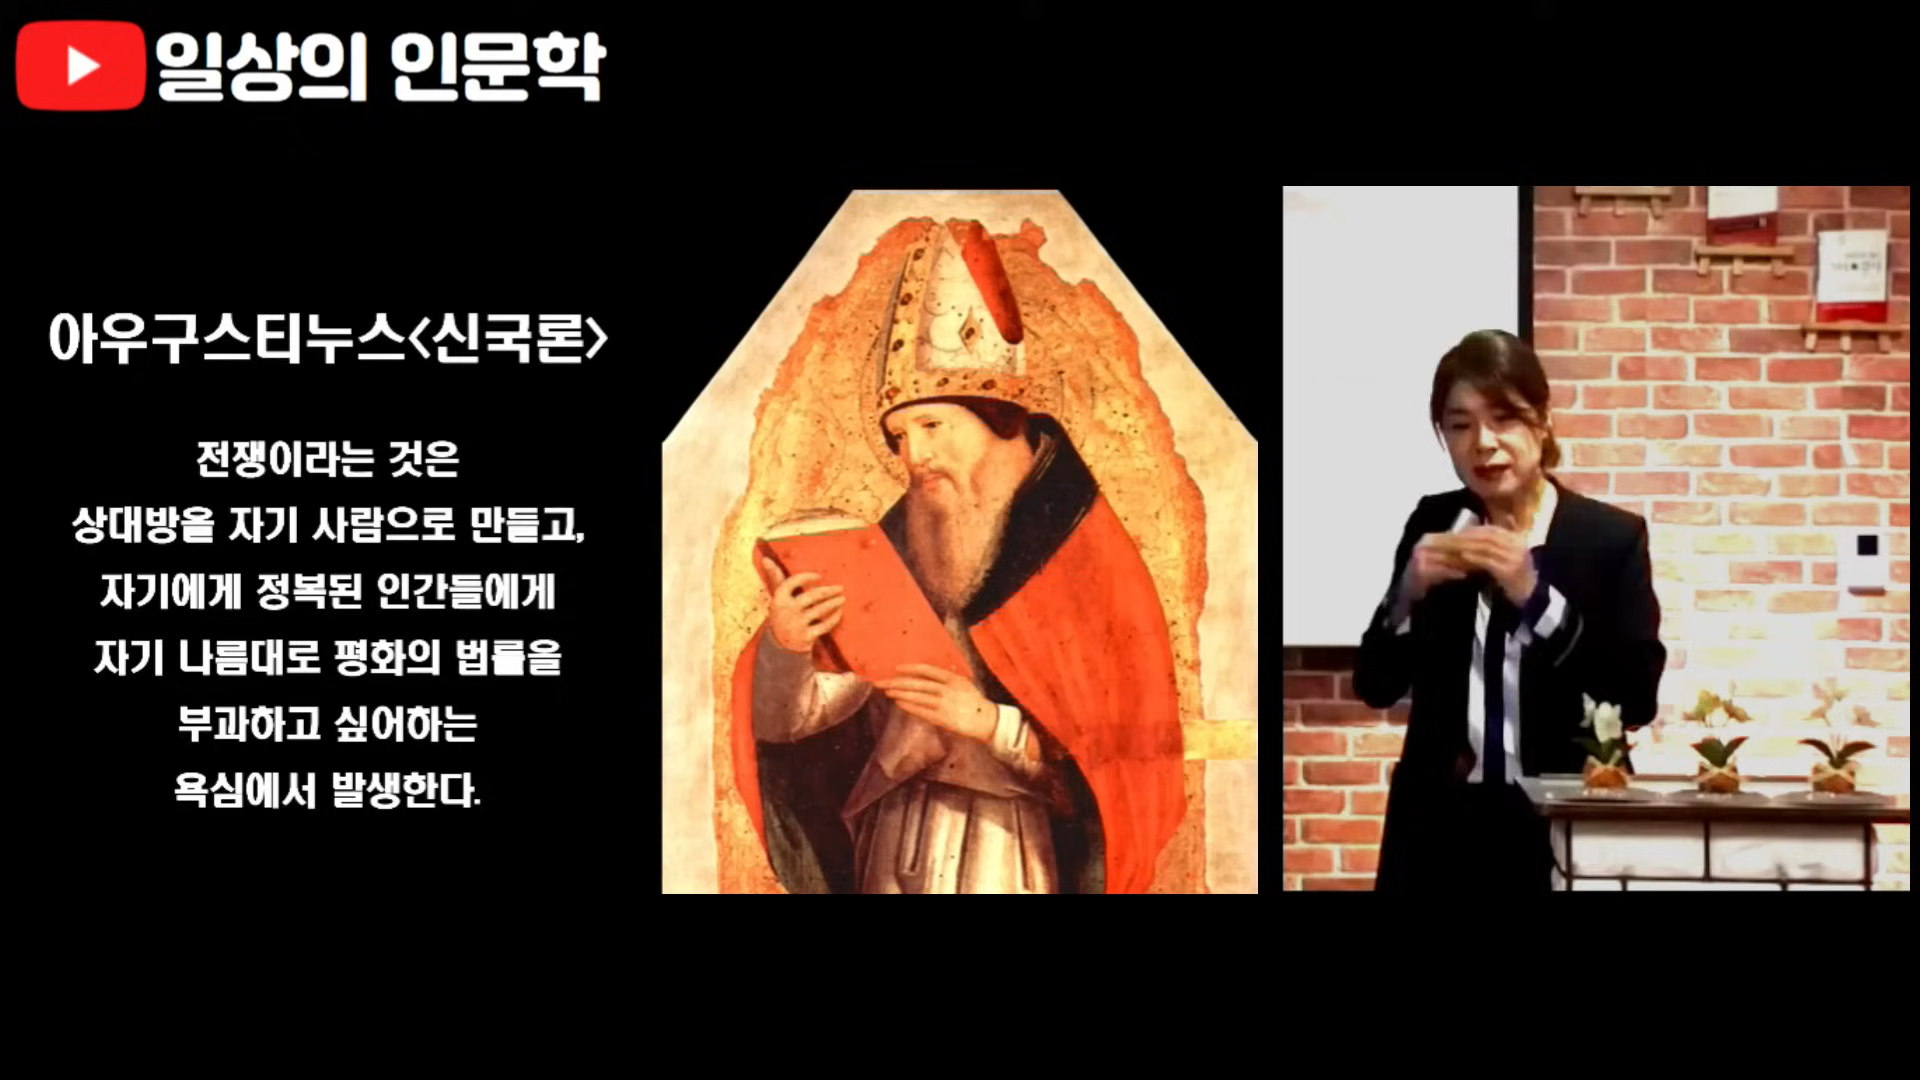 일상의 인문학
아우구스티누스<신국론>
전쟁이라는 것은
상대방을 자기 사람으로 만들고,
자기에게 정복된 인간들에게
자기 나름대로 평화의 법률을
부과하고 싶어하는
욕심에서 발생한다.